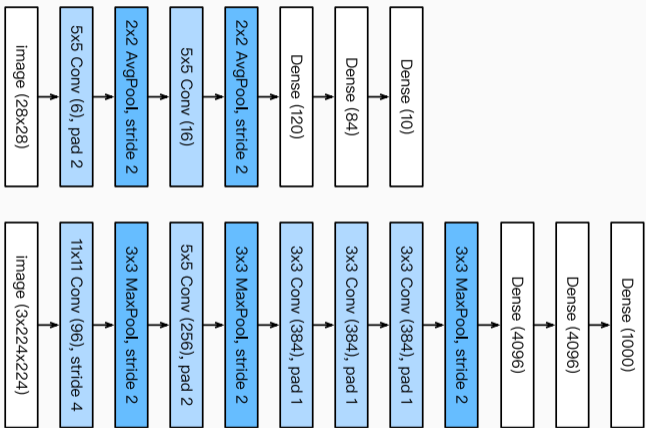 image (28x28)
5x5 Conv (6), pad 2
2x2 AvgPool, stride 2
5x5 Conv (16)
2x2 AvgPool, stride 2
Dense (120)
Dense (84)
Dense (10)
image (3x224x224)
11x11 Conv (96), stride 4
3x3 MaxPool, stride 2
5x5 Conv (256), pad 2
3x3 MaxPool, stride 2
3x3 Conv (384), pad 1
3x3 Conv (384), pad 1
3x3 Conv (384), pad 1
3x3 MaxPool, stride 2
Dense (4096)
Dense (4096)
Dense (1000)